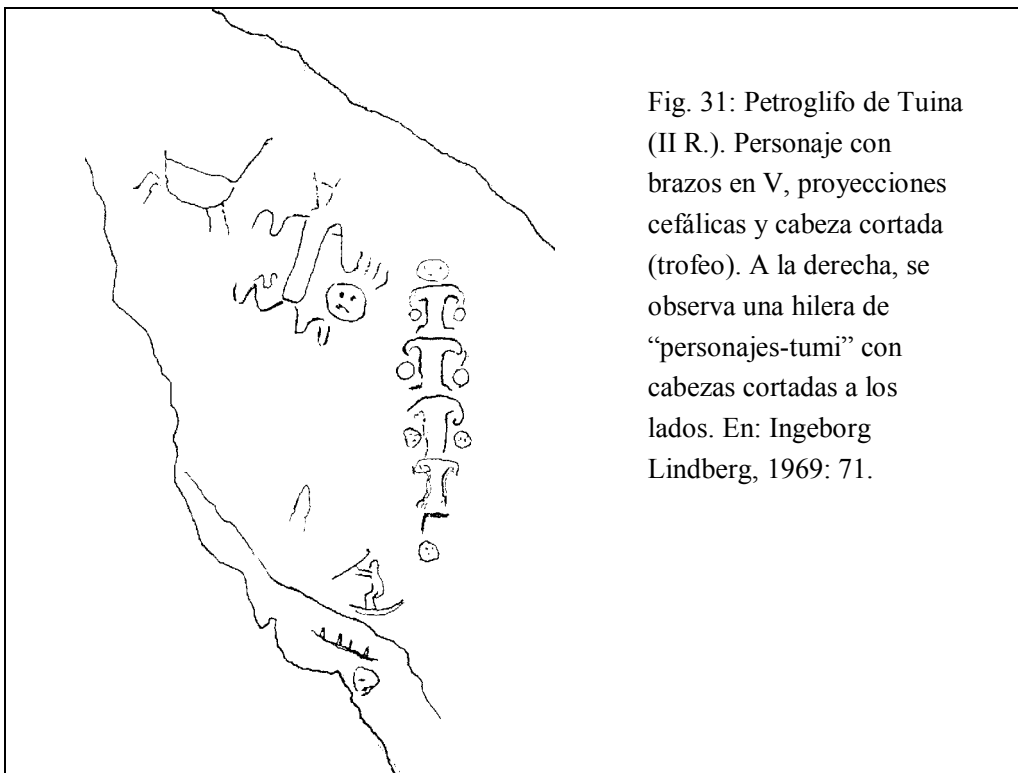 Fig. 31: Petroglifo de Tuina
(II R.). Personaje con
brazos en V, proyecciones
cefálicas y cabeza cortada
(trofeo). A la derecha, se
observa una hilera de
“personajes-tumi” con
cabezas cortadas a los
lados. En: Ingeborg
Lindberg, 1969: 71.